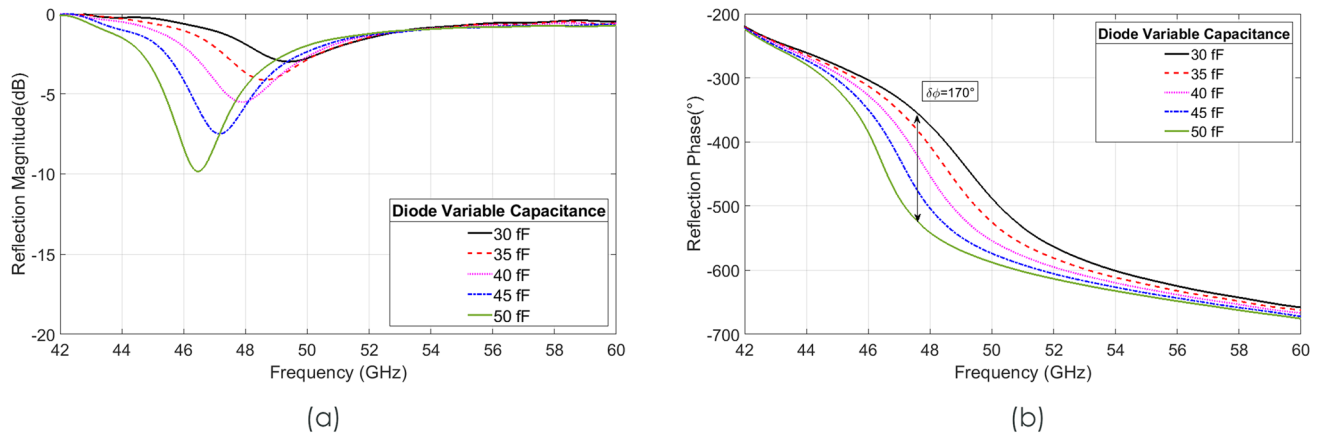 0
-5
-10
-15
-20
Reflection Magnitude(dB)
42 44 46 48 50 52 54 56 58 60
Frequency (GHz)
Diode Variable Capacitance
30 fF
35 fF
40 fF
45 fF
50 fF
(a)
-200
-300
-400
-500
-600
-700
Reflection Phase(°)
42 44 46 48 50 52 54 56 58 60
Frequency (GHz)
Diode Variable Capacitance
30 fF
35 fF
40 fF
45 fF
50 fF
δϕ=170°
(b)